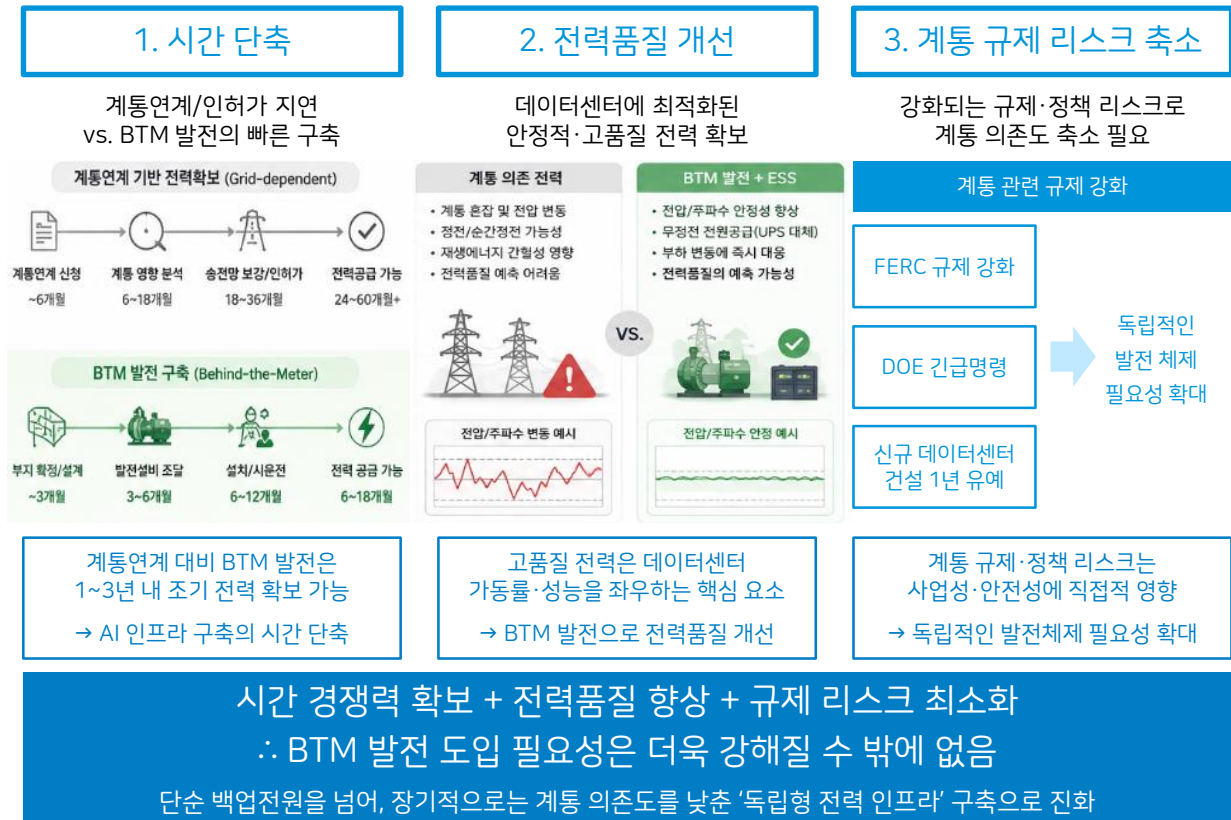 1. 시간 단축
계통연계/인허가 지연
vs. BTM 발전의 빠른 구축
계통연계 기반 전력확보 (Grid-dependent)
계통연계 신청
계통 영향 분석
송전망 보강/인허가
전력공급 가능
~6개월
6~18개월
18~36개월
24~60개월+
BTM 발전 구축 (Behind-the-Meter)
부지 확정/설계
발전설비 조달
설치/시운전
전력 공급 가능
~3개월
3~6개월
6~12개월
6~18개월
계통연계 대비 BTM 발전은
1~3년 내 조기 전력 확보 가능
→ AI 인프라 구축의 시간 단축
2. 전력품질 개선
데이터센터에 최적화된
안정적·고품질 전력 확보
계통 의존 전력
• 계통 혼잡 및 전압 변동
• 정전/순간정전 가능성
• 재생에너지 간헐성 영향
• 전력품질 예측 어려움
VS.
전압/주파수 변동 예시
BTM 발전 + ESS
• 전압/주파수 안정성 향상
• 무정전 전원공급(UPS 대체)
• 부하 변동에 즉시 대응
• 전력품질의 예측 가능성
전압/주파수 안정 예시
고품질 전력은 데이터센터
가동률·성능을 좌우하는 핵심 요소
→ BTM 발전으로 전력품질 개선
3. 계통 규제 리스크 축소
강화되는 규제·정책 리스크로
계통 의존도 축소 필요
계통 관련 규제 강화
FERC 규제 강화
DOE 긴급명령
신규 데이터센터
건설 1년 유예
독립적인
발전 체제
필요성 확대
계통 규제·정책 리스크는
사업성·안전성에 직접적 영향
→ 독립적인 발전체제 필요성 확대
시간 경쟁력 확보 + 전력품질 향상 + 규제 리스크 최소화
∴ BTM 발전 도입 필요성은 더욱 강해질 수 밖에 없음
단순 백업전원을 넘어, 장기적으로는 계통 의존도를 낮춘 ‘독립형 전력 인프라’ 구축으로 진화